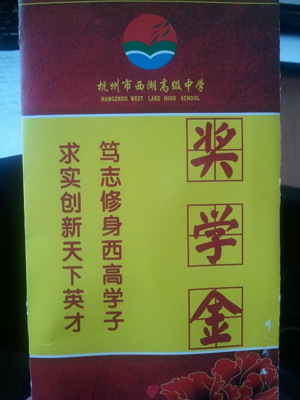 杭州市西湖高级中学
HANGZHOU WEST LAKE HIGH SCHOOL
奖学金
笃志修身西高学子
求实创新天下英才